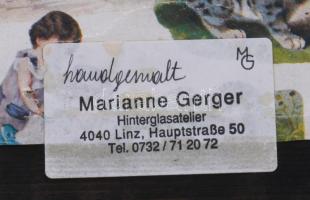 handgemalt
MG
Marianne Gerger
Hinterglasatelier
4040 Linz, Hauptstraße 50
Tel. 0732 / 71 20 72